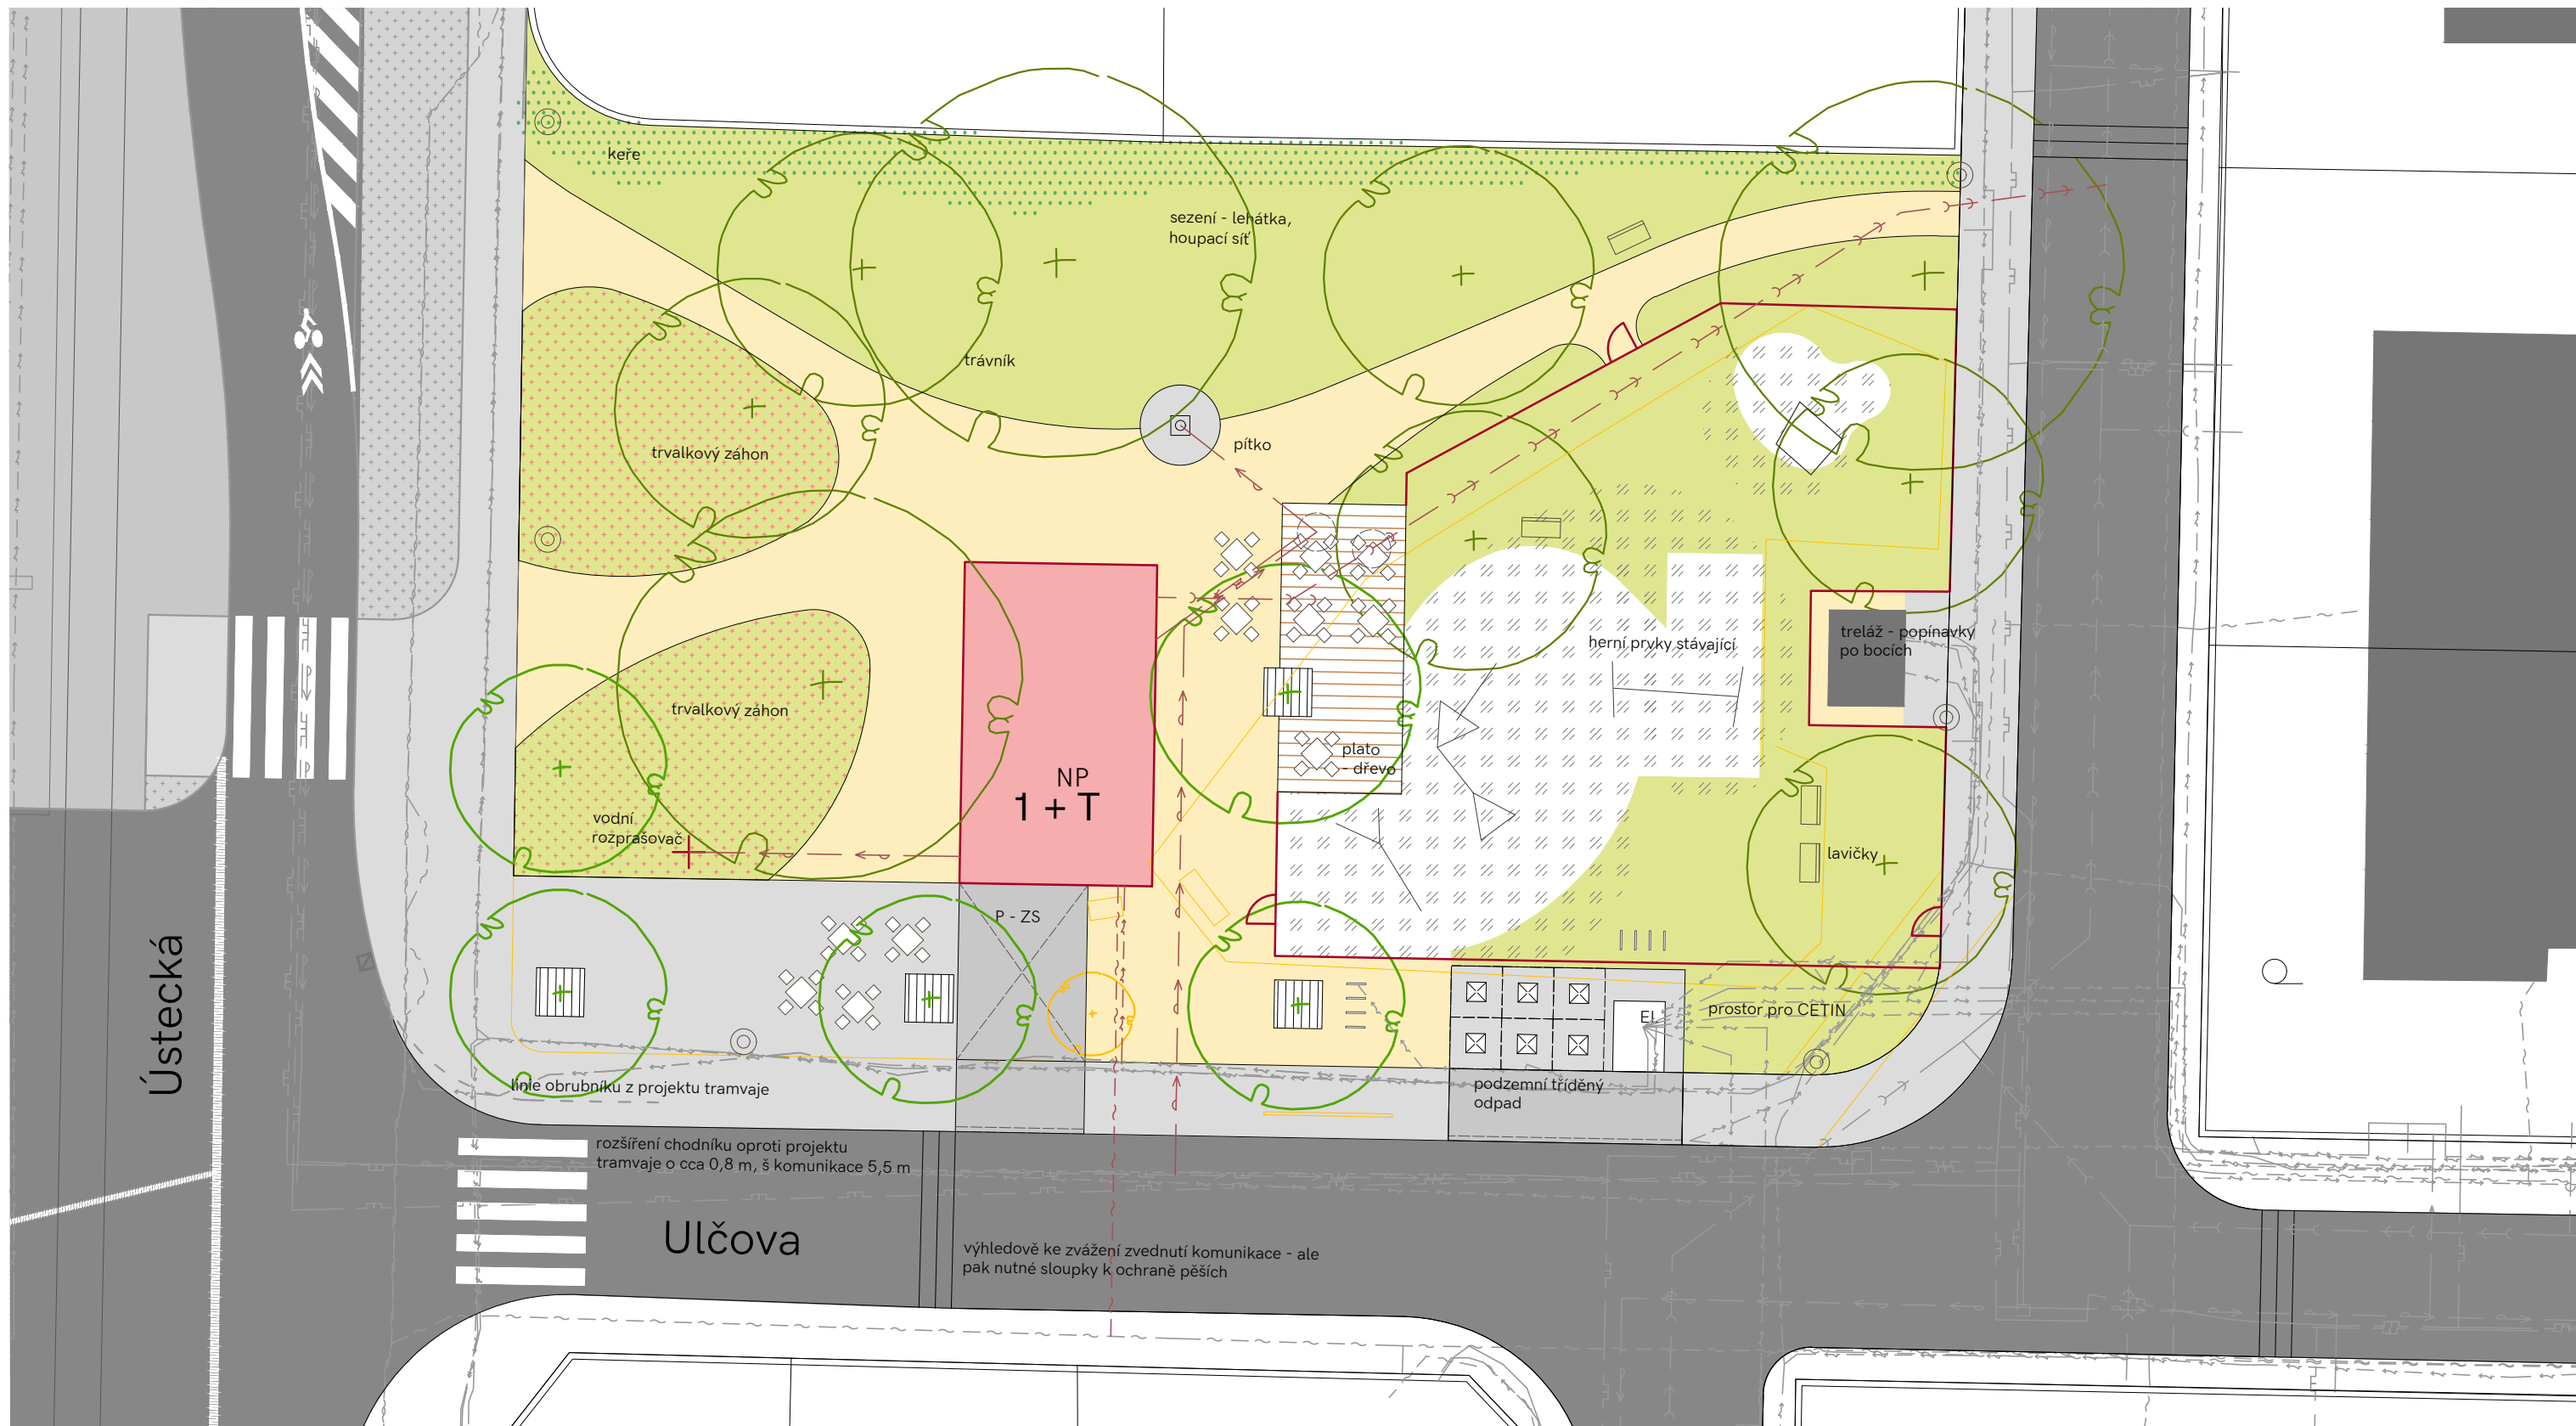 keře
sezení - lehátka,
houpací síť
trávník
pítko
trvalkový záhon
herní prvky stávající
treláž - popínavky
po bocích
trvalkový záhon
plato
- dřevo
NP
1 + T
vodní
rozprašovač
lavičky
P - ZS
prostor pro CETIN
El.
linie obrubníku z projektu tramvaje
podzemní tříděný
odpad
Ústecká
rozšíření chodníku oproti projektu
tramvaje o cca 0,8 m, š komunikace 5,5 m
Ulčova
výhledově ke zvážení zvednutí komunikace - ale
pak nutné sloupky k ochraně pěších